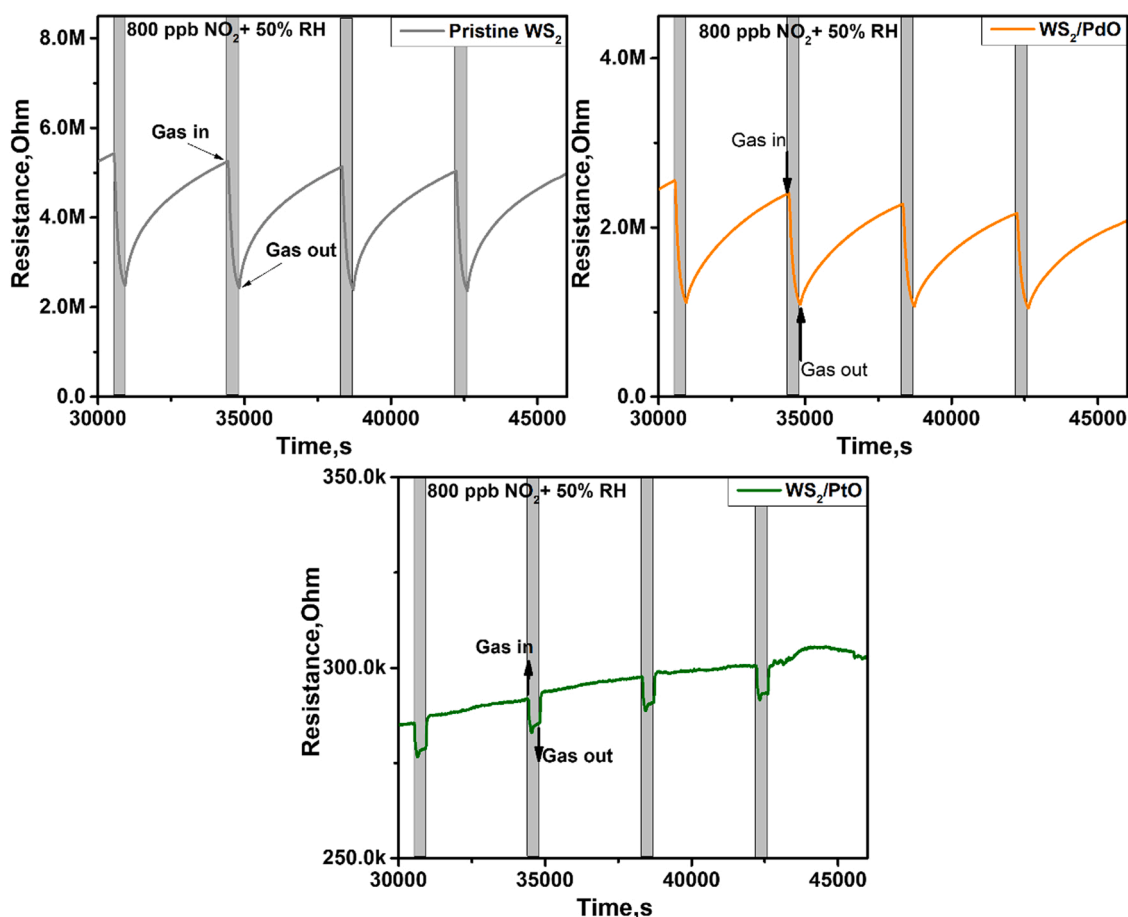 800 ppb NO₂+ 50% RH
Pristine WS₂
8.0M
6.0M
4.0M
2.0M
0.0
Resistance,Ohm
Gas in
Gas out
30000 35000 40000 45000
Time,s
800 ppb NO₂+ 50% RH
WS₂/PdO
4.0M
2.0M
0.0
Resistance,Ohm
Gas in
Gas out
30000 35000 40000 45000
Time,s
800 ppb NO₂+ 50% RH
WS₂/PtO
350.0k
300.0k
250.0k
Resistance,Ohm
Gas in
Gas out
30000 35000 40000 45000
Time,s